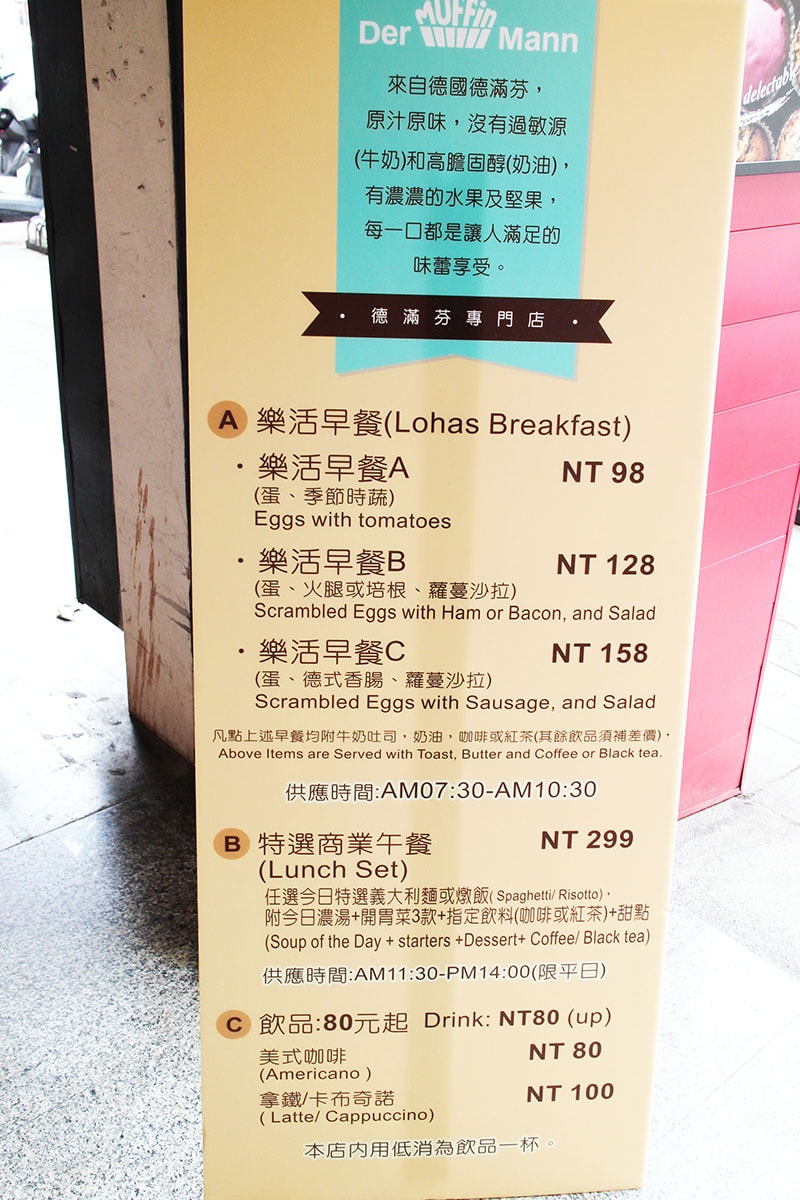 MUFFin
Der Mann
來自德國德滿芬，
原汁原味，沒有過敏源
(牛奶)和高膽固醇(奶油)，
有濃濃的水果及堅果，
每一口都是讓人滿足的
味蕾享受。
· 德滿芬專門店 ·
delectabl
A 樂活早餐(Lohas Breakfast)
· 樂活早餐A NT 98
(蛋、季節時蔬)
Eggs with tomatoes
· 樂活早餐B NT 128
(蛋、火腿或培根、蘿蔓沙拉)
Scrambled Eggs with Ham or Bacon, and Salad
· 樂活早餐C NT 158
(蛋、德式香腸、蘿蔓沙拉)
Scrambled Eggs with Sausage, and Salad
凡點上述早餐均附牛奶吐司，奶油，咖啡或紅茶(其餘飲品須補差價)，
Above Items are Served with Toast, Butter and Coffee or Black tea.
供應時間:AM07:30-AM10:30
B 特選商業午餐 NT 299
(Lunch Set)
任選今日特選義大利麵或燉飯( Spaghetti/ Risotto)，
附今日濃湯+開胃菜3款+指定飲料(咖啡或紅茶)+甜點
(Soup of the Day + starters +Dessert+ Coffee/ Black tea)
供應時間:AM11:30-PM14:00(限平日)
C 飲品:80元起 Drink: NT80 (up)
美式咖啡 NT 80
(Americano )
拿鐵/卡布奇諾 NT 100
( Latte/ Cappuccino)
本店內用低消為飲品一杯。